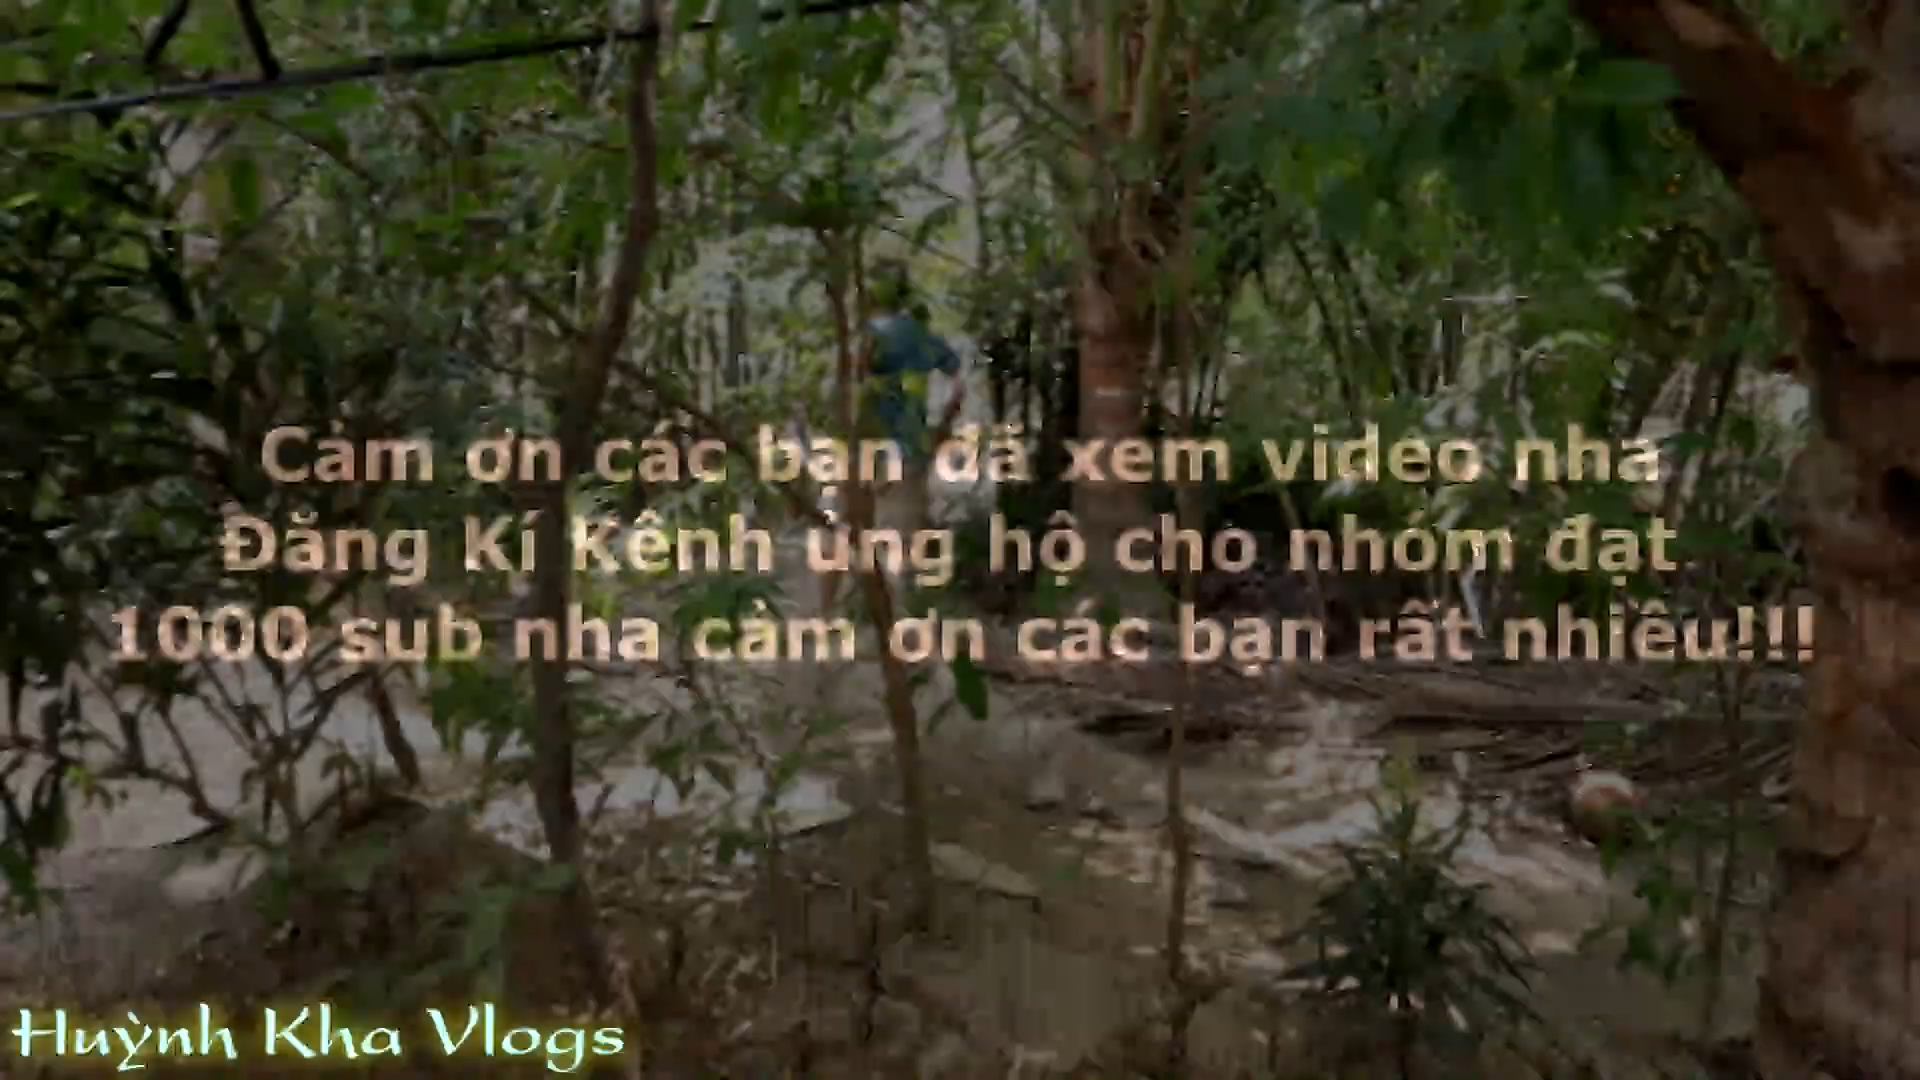 Cảm ơn các bạn đã xem video nha
Đăng Kí Kênh ủng hộ cho nhóm đạt
1000 sub nha cảm ơn các bạn rất nhiều!!!
Huỳnh Kha Vlogs